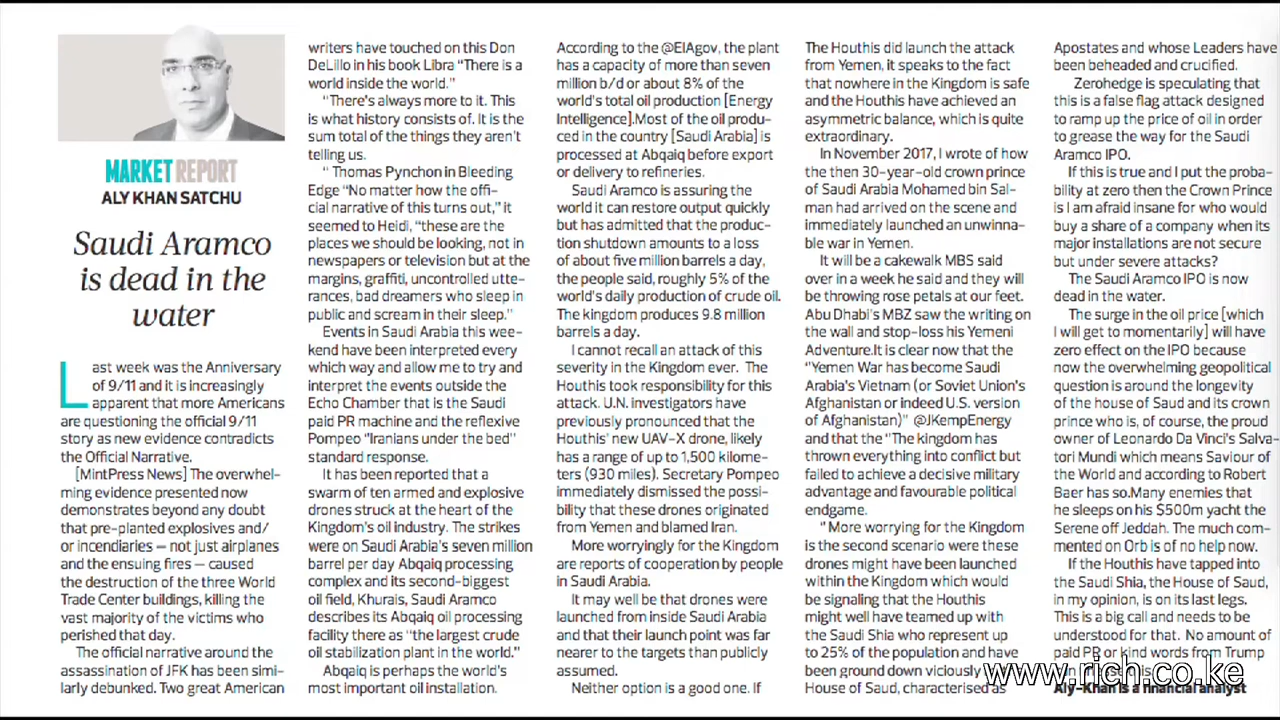 MARKET REPORT
ALY KHAN SATCHU
Saudi Aramco
is dead in the
water
Last week was the Anniversary
of 9/11 and it is increasingly
apparent that more Americans
are questioning the official 9/11
story as new evidence contradicts
the Official Narrative.
[MintPress News] The overwhel-
ming evidence presented now
demonstrates beyond any doubt
that pre-planted explosives and/
or incendiaries — not just airplanes
and the ensuing fires — caused
the destruction of the three World
Trade Center buildings, killing the
vast majority of the victims who
perished that day.
The official narrative around the
assassination of JFK has been simi-
larly debunked. Two great American
writers have touched on this Don
DeLillo in his book Libra “There is a
world inside the world.”
“There's always more to it. This
is what history consists of. It is the
sum total of the things they aren't
telling us.
“ Thomas Pynchon in Bleeding
Edge “No matter how the offi-
cial narrative of this turns out,” it
seemed to Heidi, “these are the
places we should be looking, not in
newspapers or television but at the
margins, graffiti, uncontrolled utte-
rances, bad dreamers who sleep in
public and scream in their sleep.”
Events in Saudi Arabia this wee-
kend have been interpreted every
which way and allow me to try and
interpret the events outside the
Echo Chamber that is the Saudi
paid PR machine and the reflexive
Pompeo “Iranians under the bed”
standard response.
It has been reported that a
swarm of ten armed and explosive
drones struck at the heart of the
Kingdom's oil industry. The strikes
were on Saudi Arabia's seven million
barrel per day Abqaiq processing
complex and its second-biggest
oil field, Khurais, Saudi Aramco
describes its Abqaiq oil processing
facility there as “the largest crude
oil stabilization plant in the world.”
Abqaiq is perhaps the world's
most important oil installation.
According to the @EIAgov, the plant
has a capacity of more than seven
million b/d or about 8% of the
world's total oil production [Energy
Intelligence].Most of the oil produ-
ced in the country [Saudi Arabia] is
processed at Abqaiq before export
or delivery to refineries.
Saudi Aramco is assuring the
world it can restore output quickly
but has admitted that the produc-
tion shutdown amounts to a loss
of about five million barrels a day,
the people said, roughly 5% of the
world's daily production of crude oil.
The kingdom produces 9.8 million
barrels a day.
I cannot recall an attack of this
severity in the Kingdom ever. The
Houthis took responsibility for this
attack. U.N. investigators have
previously pronounced that the
Houthis' new UAV-X drone, likely
has a range of up to 1,500 kilome-
ters (930 miles). Secretary Pompeo
immediately dismissed the possi-
bility that these drones originated
from Yemen and blamed Iran.
More worryingly for the Kingdom
are reports of cooperation by people
in Saudi Arabia.
It may well be that drones were
launched from inside Saudi Arabia
and that their launch point was far
nearer to the targets than publicly
assumed.
Neither option is a good one. If
The Houthis did launch the attack
from Yemen, it speaks to the fact
that nowhere in the Kingdom is safe
and the Houthis have achieved an
asymmetric balance, which is quite
extraordinary.
In November 2017, I wrote of how
the then 30-year-old crown prince
of Saudi Arabia Mohamed bin Sal-
man had arrived on the scene and
immediately launched an unwinna-
ble war in Yemen.
It will be a cakewalk MBS said
over in a week he said and they will
be throwing rose petals at our feet.
Abu Dhabi's MBZ saw the writing on
the wall and stop-loss his Yemeni
Adventure.It is clear now that the
“Yemen War has become Saudi
Arabia's Vietnam (or Soviet Union's
Afghanistan or indeed U.S. version
of Afghanistan)” @JKempEnergy
and that the “The kingdom has
thrown everything into conflict but
failed to achieve a decisive military
advantage and favourable political
endgame.
“ More worrying for the Kingdom
is the second scenario were these
drones might have been launched
within the Kingdom which would
be signaling that the Houthis
might well have teamed up with
the Saudi Shia who represent up
to 25% of the population and have
been ground down viciously by the
House of Saud, characterised as
Apostates and whose Leaders have
been beheaded and crucified.
Zerohedge is speculating that
this is a false flag attack designed
to ramp up the price of oil in order
to grease the way for the Saudi
Aramco IPO.
If this is true and I put the proba-
bility at zero then the Crown Prince
is I am afraid insane for who would
buy a share of a company when its
major installations are not secure
but under severe attacks?
The Saudi Aramco IPO is now
dead in the water.
The surge in the oil price [which
I will get to momentarily] will have
zero effect on the IPO because
now the overwhelming geopolitical
question is around the longevity
of the house of Saud and its crown
prince who is, of course, the proud
owner of Leonardo Da Vinci's Salva-
tori Mundi which means Saviour of
the World and according to Robert
Baer has so.Many enemies that
he sleeps on his $500m yacht the
Serene off Jeddah. The much com-
mented on Orb is of no help now.
If the Houthis have tapped into
the Saudi Shia, the House of Saud,
in my opinion, is on its last legs.
This is a big call and needs to be
understood for that. No amount of
paid PR or kind words from Trump
Aly-Khan is a financial analyst
www.rich.co.ke